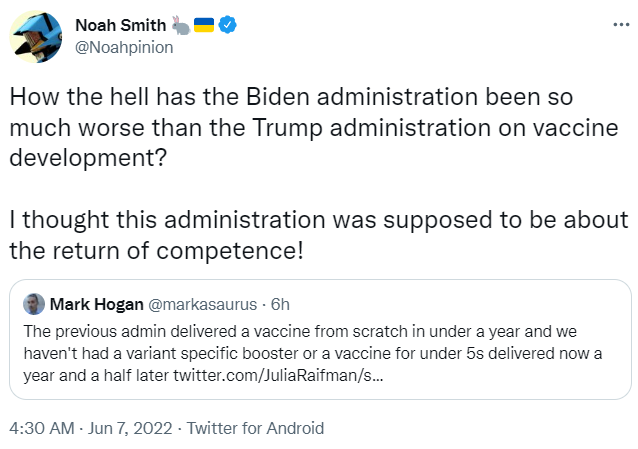 Noah Smith 🐇🇺🇦
@Noahpinion
How the hell has the Biden administration been so
much worse than the Trump administration on vaccine
development?
I thought this administration was supposed to be about
the return of competence!
Mark Hogan @markasaurus · 6h
The previous admin delivered a vaccine from scratch in under a year and we
haven't had a variant specific booster or a vaccine for under 5s delivered now a
year and a half later twitter.com/JuliaRaifman/s...
4:30 AM · Jun 7, 2022 · Twitter for Android